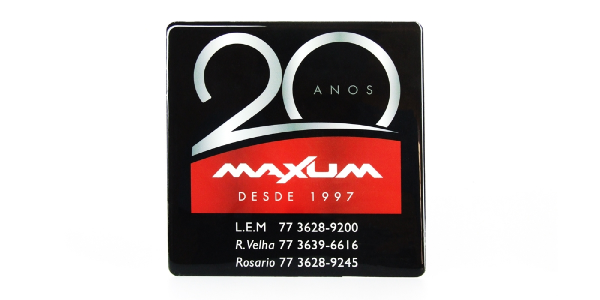 20
ANOS
MAXUM
DESDE 1997
L.E.M 77 3628-9200
R.Velha 77 3639-6616
Rosario 77 3628-9245